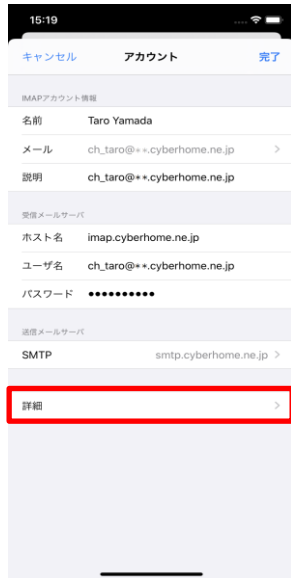 15:19
キャンセル アカウント 完了
IMAPアカウント情報
名前 Taro Yamada
メール ch_taro@**.cyberhome.ne.jp
説明 ch_taro@**.cyberhome.ne.jp
受信メールサーバ
ホスト名 imap.cyberhome.ne.jp
ユーザ名 ch_taro@**.cyberhome.ne.jp
パスワード ●●●●●●●●●●
送信メールサーバ
SMTP smtp.cyberhome.ne.jp
詳細